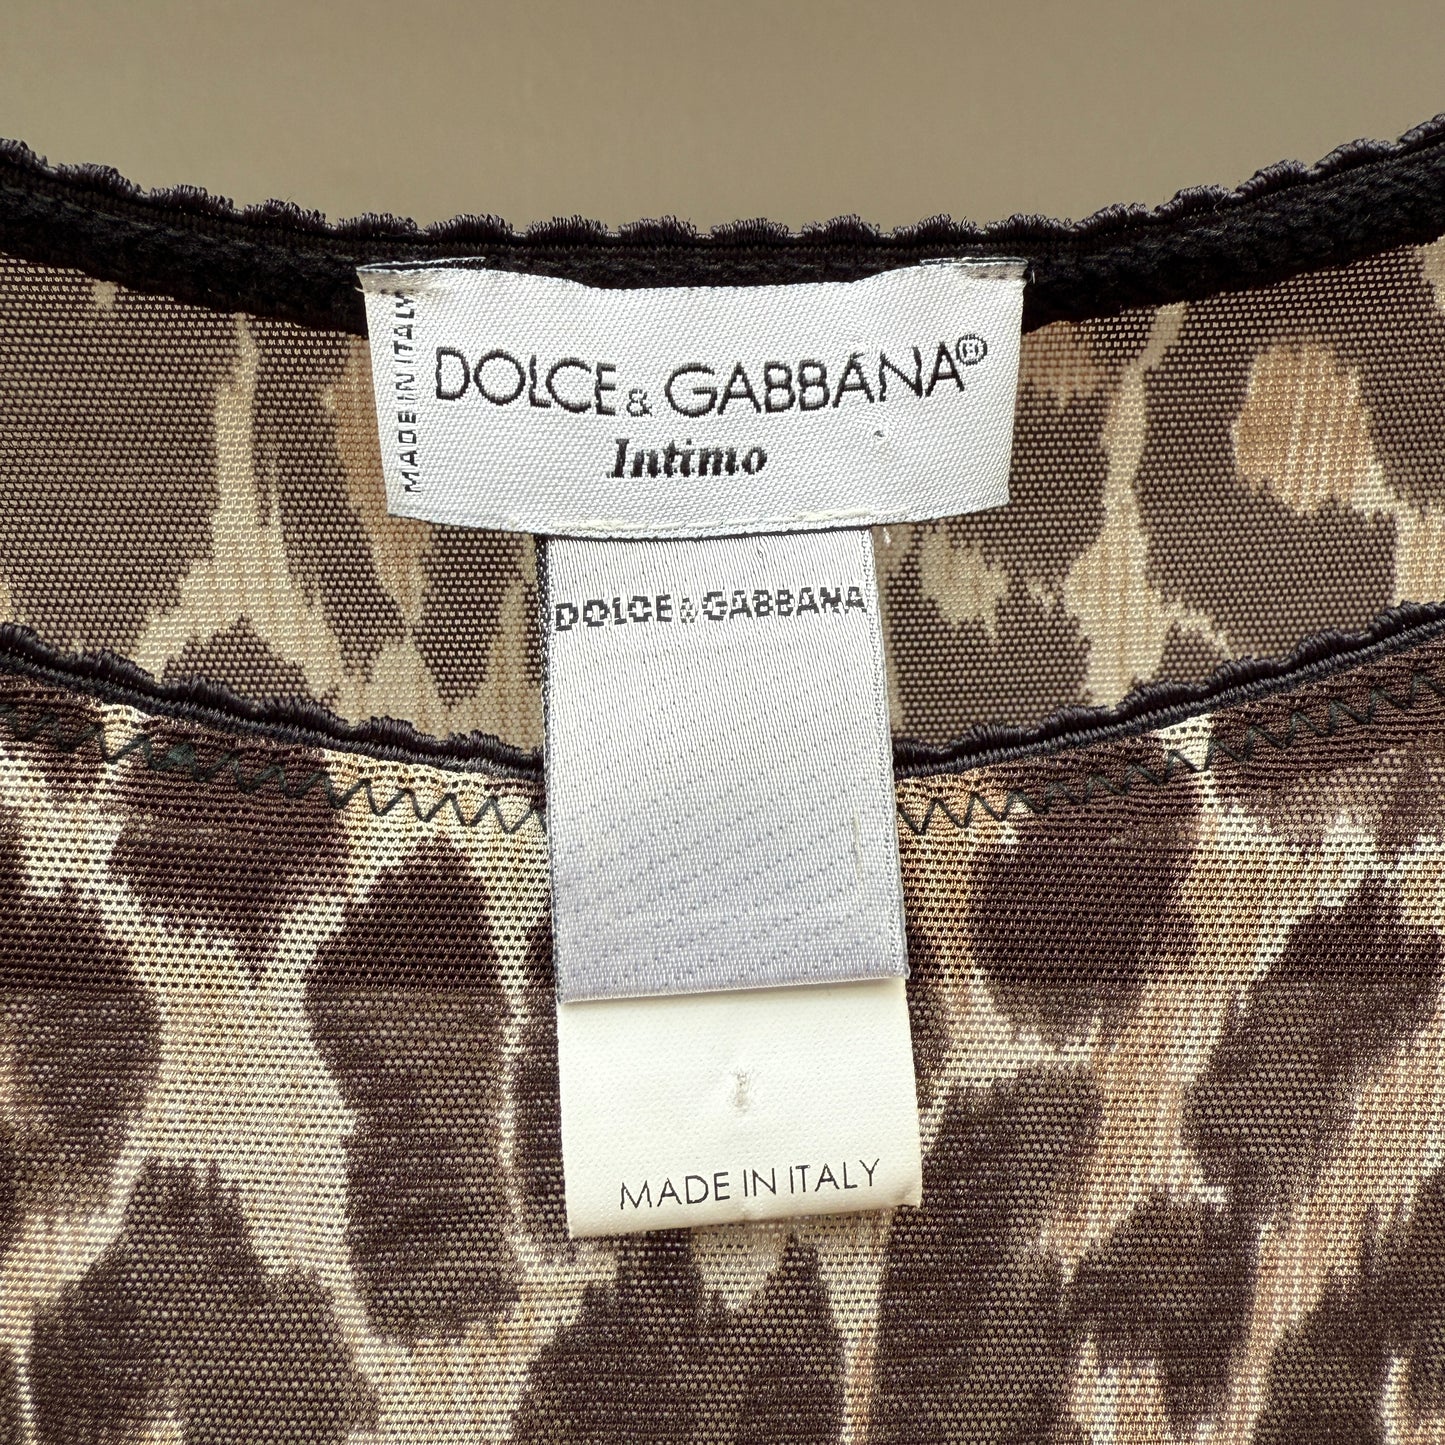 MADE IN ITALY
DOLCE & GABBANA®
Intimo
DOLCE & GABBANA
MADE IN ITALY